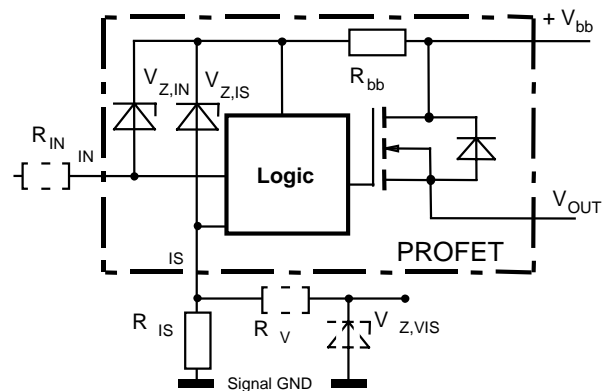 + V bb
R bb
V Z,IN
V Z,IS
R IN
IN
Logic
V OUT
PROFET
IS
R IS
R V
V Z,VIS
Signal GND